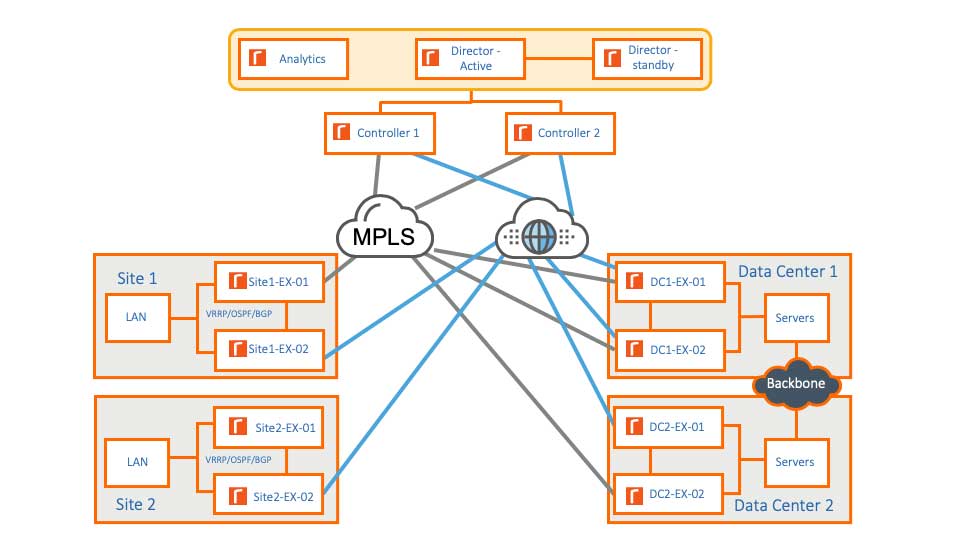 Analytics
Director -
Active
Director -
standby
Controller 1
Controller 2
MPLS
Site 1
LAN
Site1-EX-01
VRRP/OSPF/BGP
Site1-EX-02
DC1-EX-01
DC1-EX-02
Data Center 1
Servers
Backbone
LAN
Site2-EX-01
VRRP/OSPF/BGP
Site2-EX-02
Site 2
DC2-EX-01
DC2-EX-02
Servers
Data Center 2